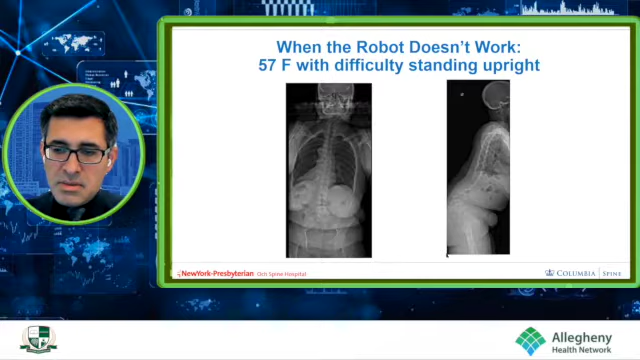 When the Robot Doesn't Work:
57 F with difficulty standing upright
NewYork-Presbyterian Och Spine Hospital
COLUMBIA SPINE
Allegheny
Health Network